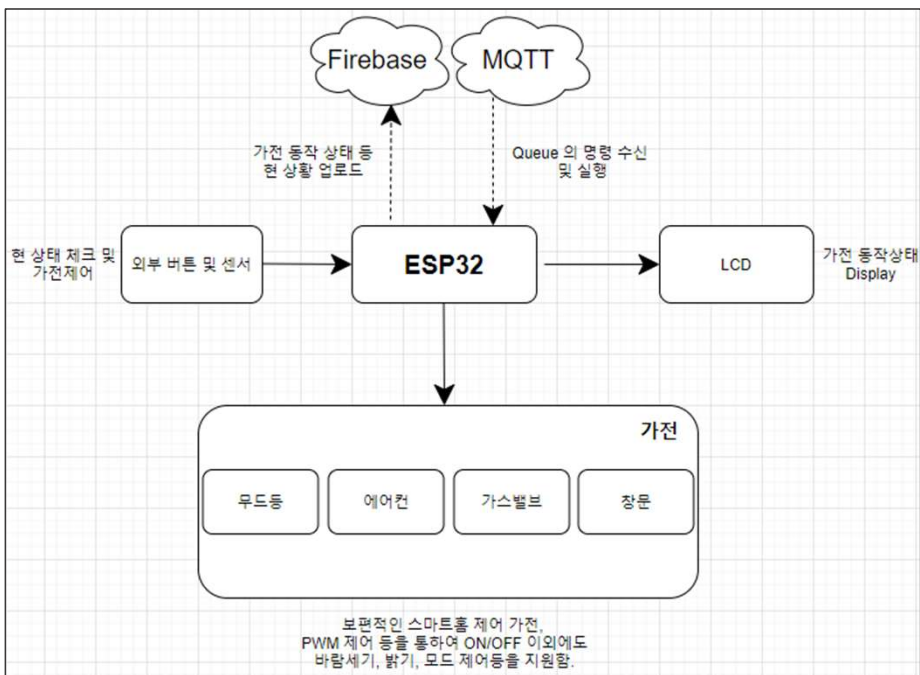 Firebase
MQTT
가전 동작 상태 등
현 상황 업로드
Queue 의 명령 수신
및 실행
현 상태 체크 및
가전제어
외부 버튼 및 센서
ESP32
LCD
가전 동작상태
Display
가전
무드등
에어컨
가스밸브
창문
보편적인 스마트홈 제어 가전,
PWM 제어 등을 통하여 ON/OFF 이외에도
바람세기, 밝기, 모드 제어등을 지원함.